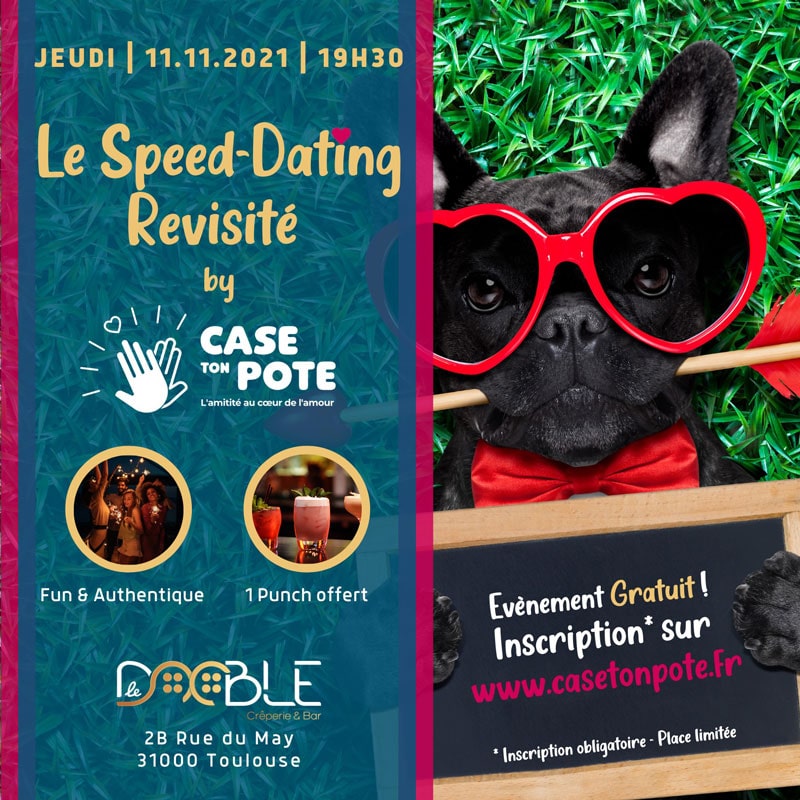 JEUDI | 11.11.2021 | 19H30
Le Speed-Dating
Revisité
by
CASE
TON POTE
L'amitité au cœur de l'amour
Fun & Authentique
1 Punch offert
le DOOBLE
Crêperie & Bar
2B Rue du May
31000 Toulouse
Evènement Gratuit !
Inscription* sur
www.casetonpote.Fr
* Inscription obligatoire - Place limitée